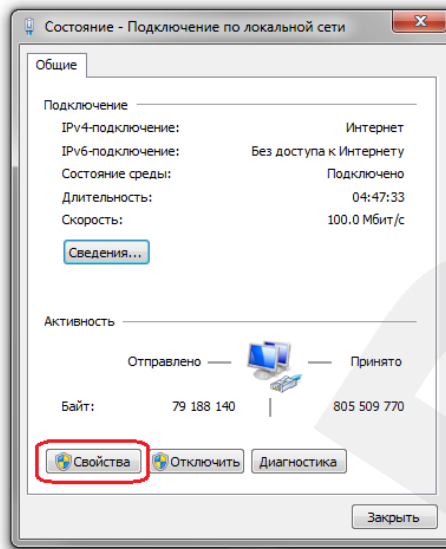 Состояние - Подключение по локальной сети
Общие
Подключение
IPv4-подключение: Интернет
IPv6-подключение: Без доступа к Интернету
Состояние среды: Подключено
Длительность: 04:47:33
Скорость: 100.0 Мбит/с
Сведения...
Активность
Отправлено — — Принято
Байт: 79 188 140 | 805 509 770
Свойства Отключить Диагностика
Закрыть